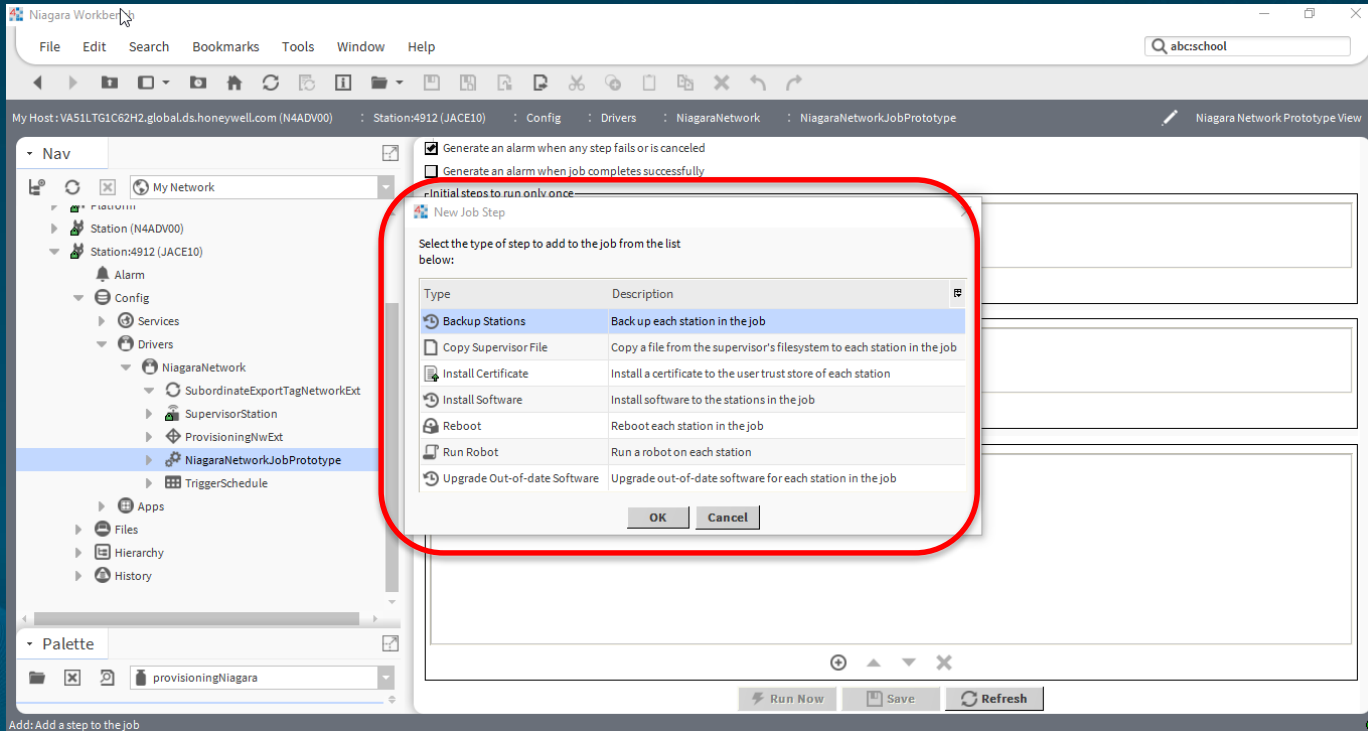 Niagara Workbench
File Edit Search Bookmarks Tools Window Help
abc:school
My Host : VA51LTG1C62H2.global.ds.honeywell.com (N4ADV00) : Station:4912 (JACE10) : Config : Drivers : NiagaraNetwork : NiagaraNetworkJobPrototype Niagara Network Prototype View
Nav
My Network
Platform
Station (N4ADV00)
Station:4912 (JACE10)
Alarm
Config
Services
Drivers
NiagaraNetwork
SubordinateExportTagNetworkExt
SupervisorStation
ProvisioningNwExt
NiagaraNetworkJobPrototype
TriggerSchedule
Apps
Files
Hierarchy
History
Palette
provisioningNiagara
Generate an alarm when any step fails or is canceled
Generate an alarm when job completes successfully
Initial steps to run only once
New Job Step
Select the type of step to add to the job from the list
below:
Type Description
Backup Stations Back up each station in the job
Copy Supervisor File Copy a file from the supervisor's filesystem to each station in the job
Install Certificate Install a certificate to the user trust store of each station
Install Software Install software to the stations in the job
Reboot Reboot each station in the job
Run Robot Run a robot on each station
Upgrade Out-of-date Software Upgrade out-of-date software for each station in the job
OK Cancel
Run Now Save Refresh
Add: Add a step to the job